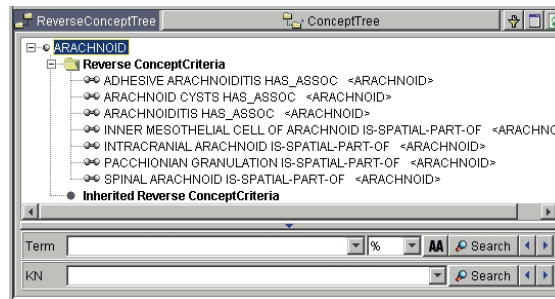 ReverseConceptTree ConceptTree
ARACHNOID
Reverse ConceptCriteria
ADHESIVE ARACHNOIDITIS HAS_ASSOC <ARACHNOID>
ARACHNOID CYSTS HAS_ASSOC <ARACHNOID>
ARACHNOIDITIS HAS_ASSOC <ARACHNOID>
INNER MESOTHELIAL CELL OF ARACHNOID IS-SPATIAL-PART-OF <ARACHNO
INTRACRANIAL ARACHNOID IS-SPATIAL-PART-OF <ARACHNOID>
PACCHIONIAN GRANULATION IS-SPATIAL-PART-OF <ARACHNOID>
SPINAL ARACHNOID IS-SPATIAL-PART-OF <ARACHNOID>
Inherited Reverse ConceptCriteria
Term % AA Search
KN Search